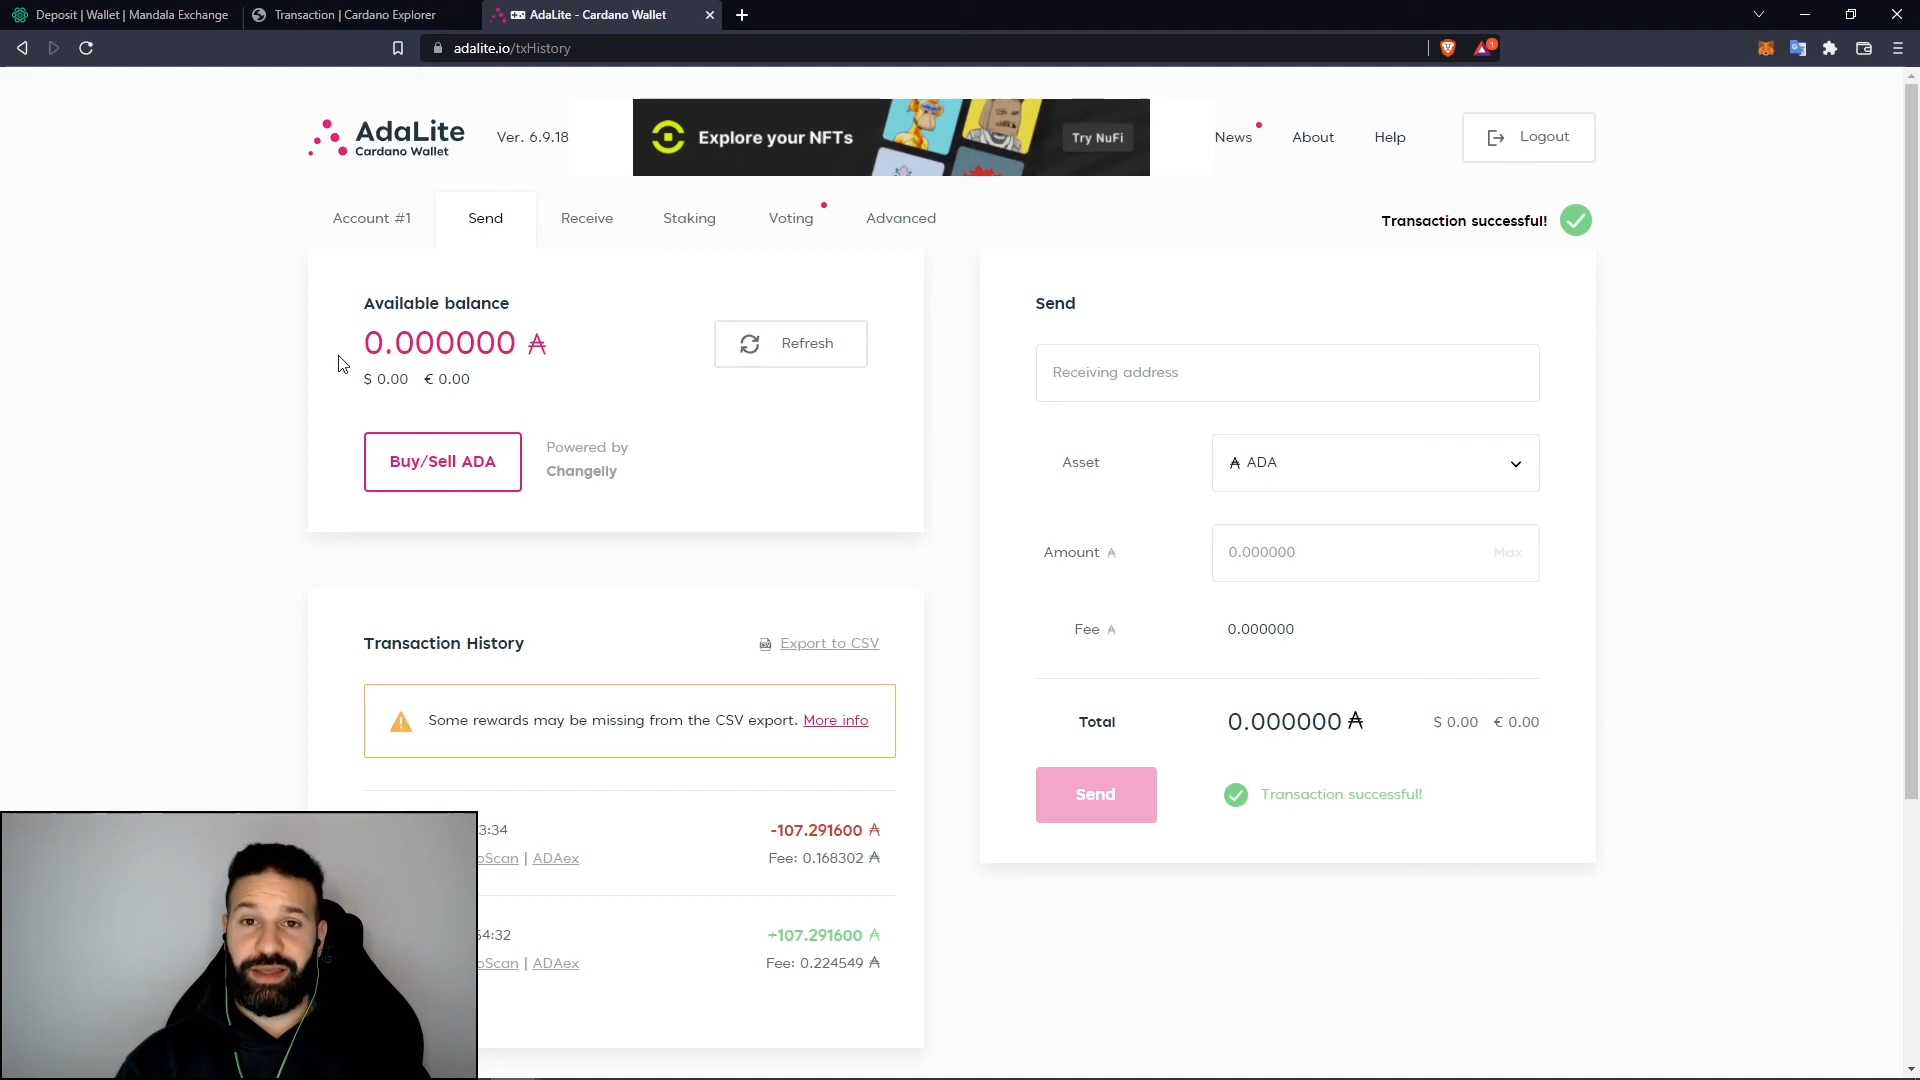 Deposit | Wallet | Mandala Exchange
Transaction | Cardano Explorer
AdaLite - Cardano Wallet
adalite.io/txHistory
1
AdaLite
Cardano Wallet
Ver. 6.9.18
Explore your NFTs
Try NuFi
News
About
Help
Logout
Account #1
Send
Receive
Staking
Voting
Advanced
Transaction successful!
Available balance
0.000000 ₳
$ 0.00 € 0.00
Refresh
Buy/Sell ADA
Powered by
Changelly
Send
Receiving address
Asset
₳ ADA
Amount ₳
0.000000
Max
Fee ₳
0.000000
Total
0.000000 ₳
$ 0.00 € 0.00
Send
Transaction successful!
Transaction History
Export to CSV
Some rewards may be missing from the CSV export. More info
3:34
-107.291600 ₳
oScan | ADAex
Fee: 0.168302 ₳
54:32
+107.291600 ₳
oScan | ADAex
Fee: 0.224549 ₳